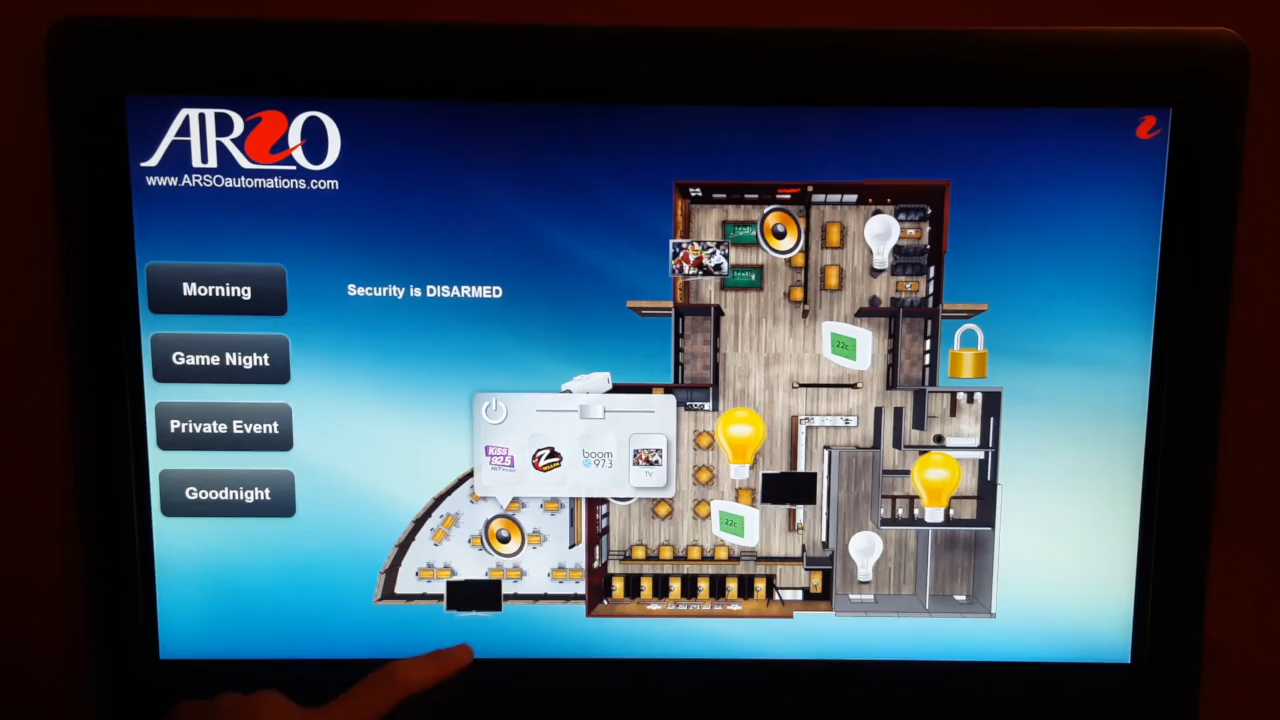 ARSO
www.ARSOautomations.com
Morning
Security is DISARMED
Game Night
Private Event
Goodnight
22c
KiSS
92.5
Z
boom
97.3
TV
22c